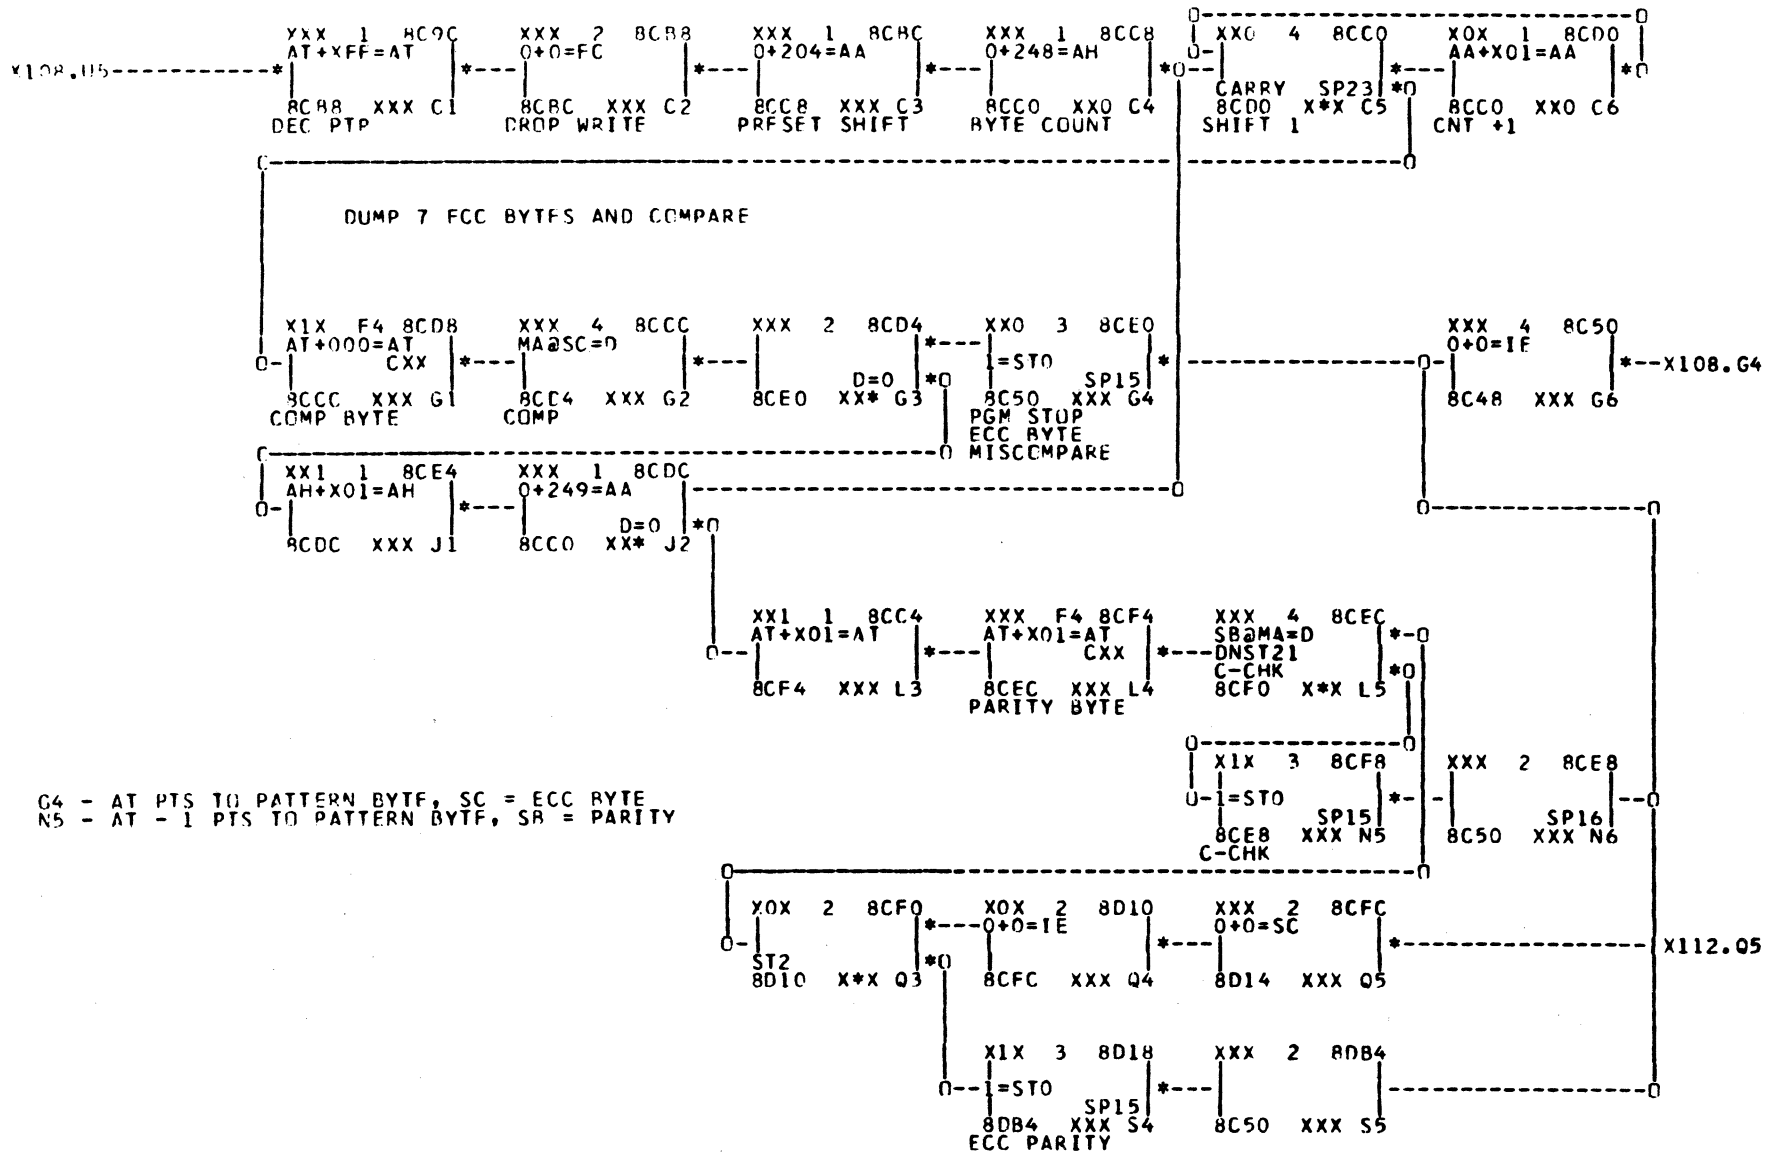 XXX 1 8C9C XXX 2 8CB8 XXX 1 8CBC XXX 1 8CC8 XX0 4 8CC0 X0X 1 8CD0
AT+XFF=AT 0+0=FC 0+204=AA 0+248=AH AA+X01=AA
X108.U5
CARRY SP23
8CB8 XXX C1 8CBC XXX C2 8CC8 XXX C3 8CC0 XX0 C4 8CD0 X*X C5 8CC0 XX0 C6
DEC PTP DROP WRITE PRESET SHIFT BYTE COUNT SHIFT 1 CNT +1
DUMP 7 ECC BYTES AND COMPARE
X1X F4 8CD8 XXX 4 8CCC XXX 2 8CD4 XX0 3 8CE0 XXX 4 8C50
AT+000=AT MA@SC=D 0+0=IE
CXX 1=ST0 X108.G4
D=0 SP15
8CCC XXX G1 8CD4 XXX G2 8CE0 XX* G3 8C50 XXX G4 8C48 XXX G6
COMP BYTE COMP PGM STOP
ECC BYTE
MISCOMPARE
XX1 1 8CE4 XXX 1 8CDC
AH+X01=AH 0+249=AA
D=0
8CDC XXX J1 8CC0 XX* J2
XX1 1 8CC4 XXX F4 8CF4 XXX 4 8CEC
AT+X01=AT AT+X01=AT SB@MA=D
CXX DNST21
C-CHK
8CF4 XXX L3 8CEC XXX L4 8CF0 X*X L5
PARITY BYTE
X1X 3 8CF8 XXX 2 8CE8
1=ST0
G4 - AT PTS TO PATTERN BYTE, SC = ECC BYTE
N5 - AT - 1 PTS TO PATTERN BYTE, SB = PARITY
SP15 SP16
8CE8 XXX N5 8C50 XXX N6
C-CHK
X0X 2 8CF0 X0X 2 8D10 XXX 2 8CFC
0+0=IE 0+0=SC
X112.Q5
ST2
8D10 X*X Q3 8CFC XXX Q4 8D14 XXX Q5
X1X 3 8D18 XXX 2 8DB4
1=ST0
SP15
8DB4 XXX S4 8C50 XXX S5
ECC PARITY